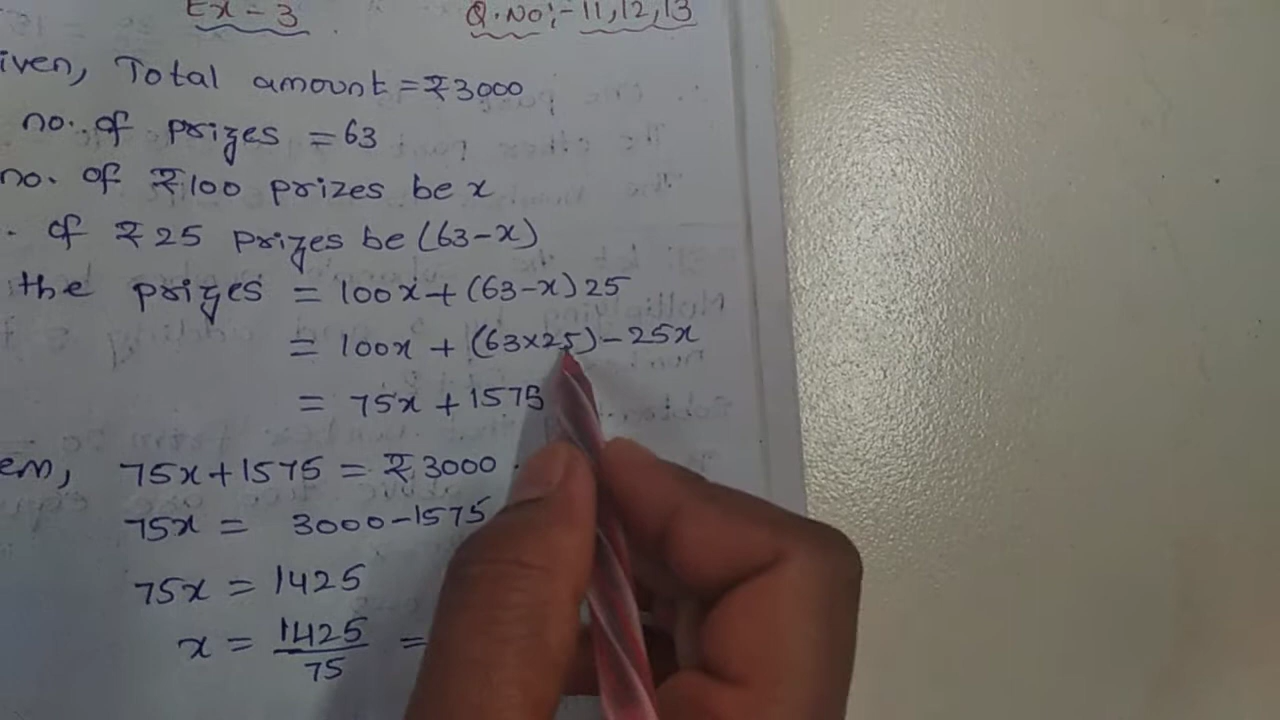 Ex-3 Q.No:-11,12,13
iven, Total amount = ₹3000
no. of prizes = 63
no. of ₹100 prizes be x
. of ₹25 prizes be (63-x)
the prizes = 100x + (63-x) 25
= 100x + (63×25) - 25x
= 75x + 1575
em, 75x + 1575 = ₹3000
75x = 3000-1575
75x = 1425
x = 1425/75 =